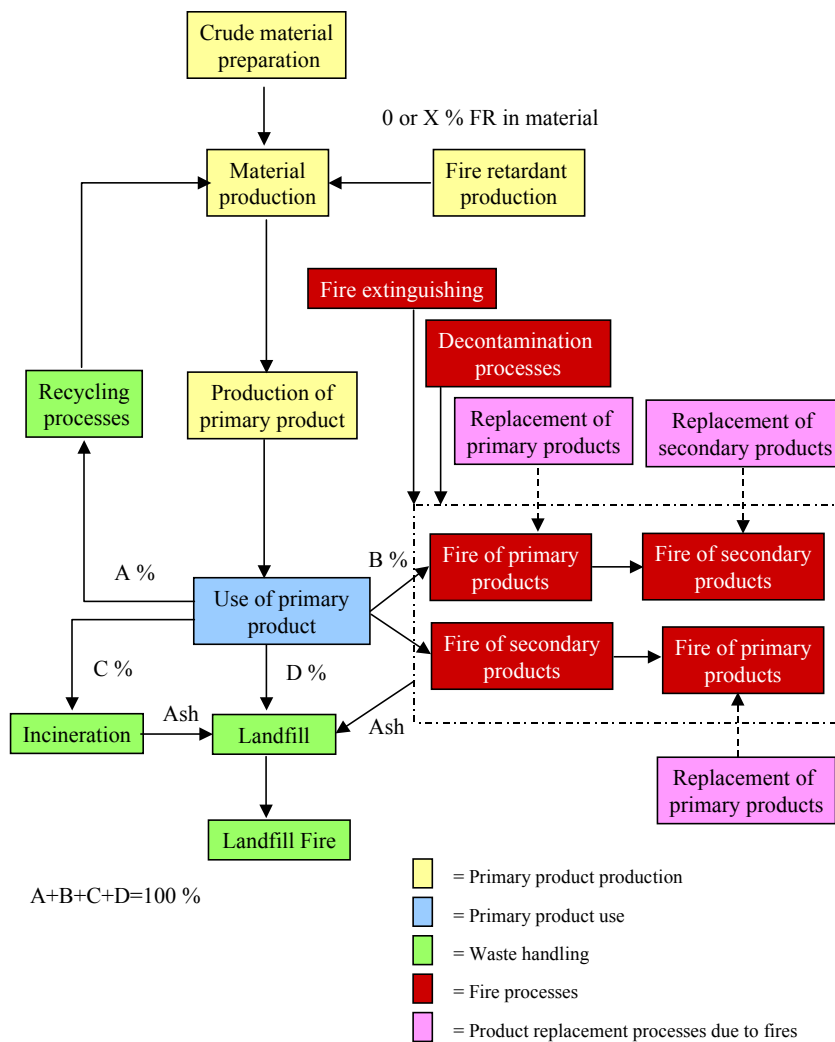 Crude material
preparation
0 or X % FR in material
Material
production
Fire retardant
production
Fire extinguishing
Decontamination
processes
Recycling
processes
Production of
primary product
Replacement of
primary products
Replacement of
secondary products
A %
B %
Fire of primary
products
Fire of secondary
products
Use of primary
product
Fire of secondary
products
Fire of primary
products
C %
D %
Incineration
Ash
Landfill
Ash
Replacement of
primary products
Landfill Fire
A+B+C+D=100 %
= Primary product production
= Primary product use
= Waste handling
= Fire processes
= Product replacement processes due to fires